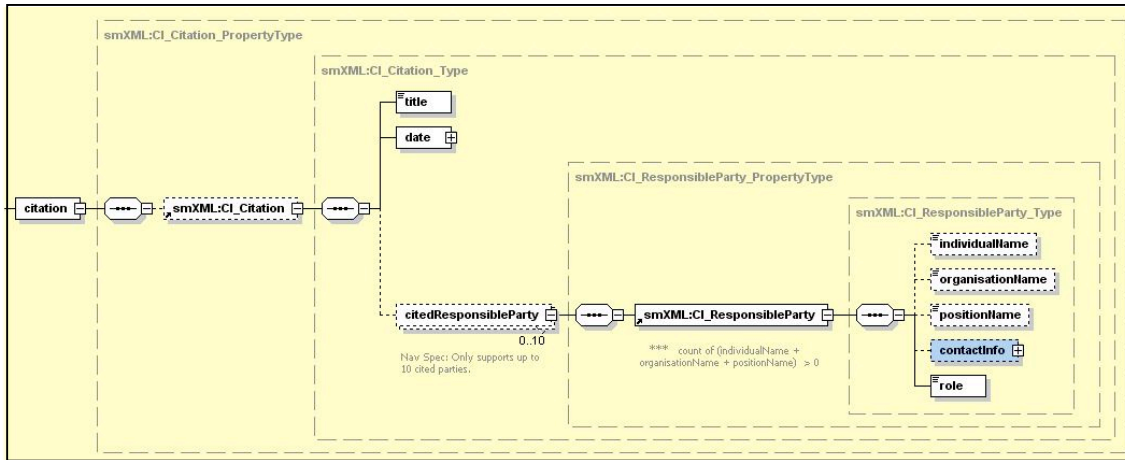 smXML:CI_Citation_PropertyType
smXML:CI_Citation_Type
title
date
smXML:CI_ResponsibleParty_PropertyType
smXML:CI_ResponsibleParty_Type
citation
smXML:CI_Citation
individualName
organisationName
citedResponsibleParty
smXML:CI_ResponsibleParty
positionName
0..10
Nav Spec: Only supports up to
10 cited parties.
*** count of (individualName +
organisationName + positionName) > 0
contactInfo
role